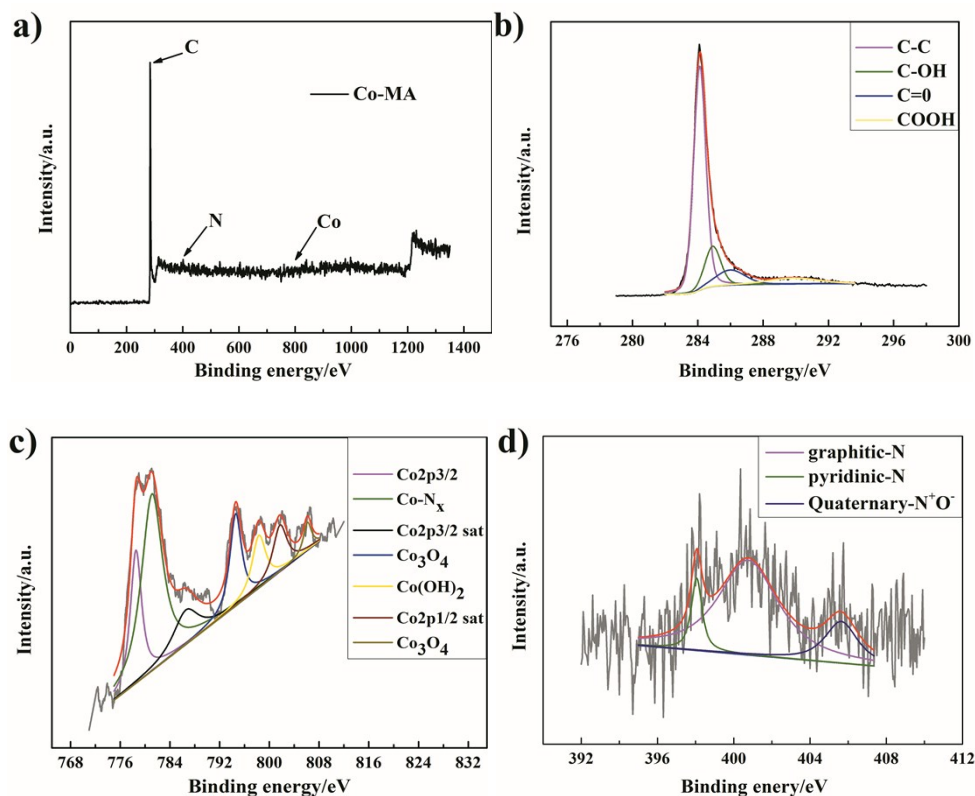 a)
C
Co-MA
N
Co
Intensity/a.u.
0 200 400 600 800 1000 1200 1400
Binding energy/eV
b)
C-C
C-OH
C=0
COOH
Intensity/a.u.
276 280 284 288 292 296 300
Binding energy/eV
c)
Co2p3/2
Co-Nx
Co2p3/2 sat
Co3O4
Co(OH)2
Co2p1/2 sat
Co3O4
Intensity/a.u.
768 776 784 792 800 808 816 824 832
Binding energy/eV
d)
graphitic-N
pyridinic-N
Quaternary-N+O-
Intensity/a.u.
392 396 400 404 408 412
Binding enery/eV